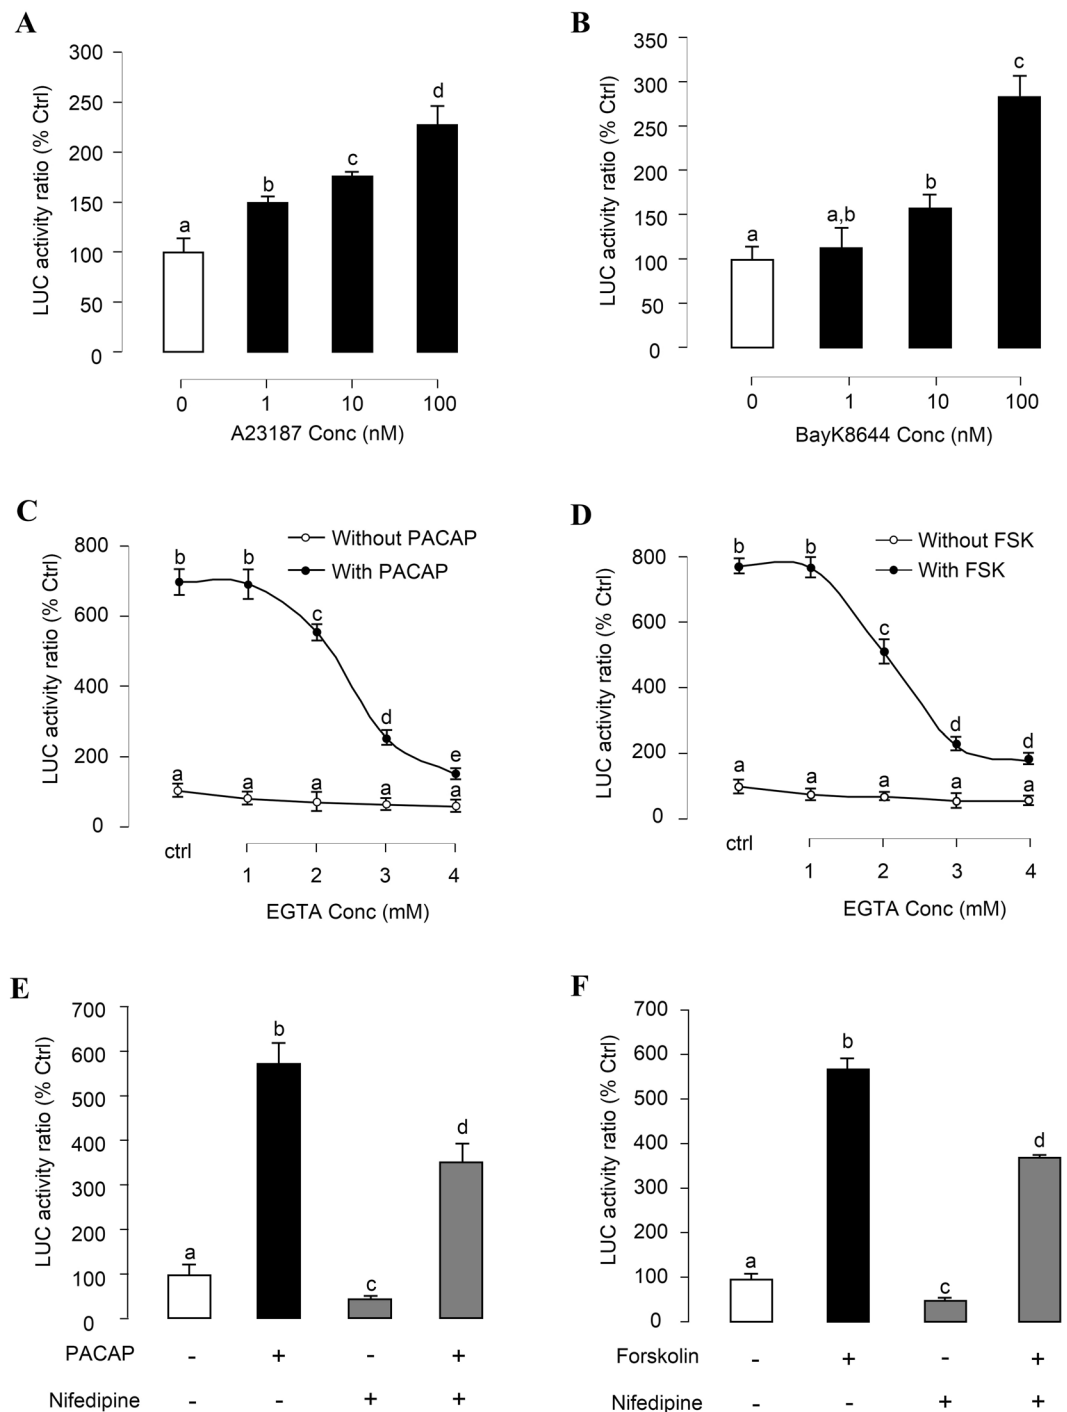 A
LUC activity ratio (% Ctrl)
300
250
200
150
100
50
0
a
b
c
d
0 1 10 100
A23187 Conc (nM)
B
LUC activity ratio (% Ctrl)
350
300
250
200
150
100
50
0
a
a,b
b
c
0 1 10 100
BayK8644 Conc (nM)
C
Without PACAP
With PACAP
LUC activity ratio (% Ctrl)
800
600
400
200
0
b b c d e
a a a a a
ctrl
1 2 3 4
EGTA Conc (mM)
D
Without FSK
With FSK
LUC activity ratio (% Ctrl)
800
600
400
200
0
b b c d d
a a a a a
ctrl
1 2 3 4
EGTA Conc (mM)
E
LUC activity ratio (% Ctrl)
700
600
500
400
300
200
100
0
a b c d
PACAP - + - +
Nifedipine - - + +
F
LUC activity ratio (% Ctrl)
700
600
500
400
300
200
100
0
a b c d
Forskolin - + - +
Nifedipine - - + +